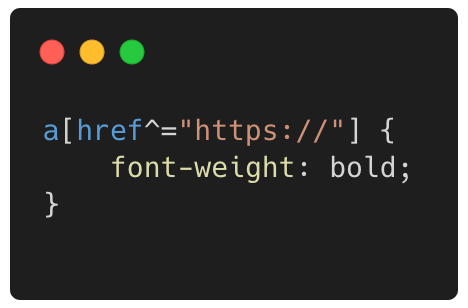 a[href^="https://"] {
    font-weight: bold;
}